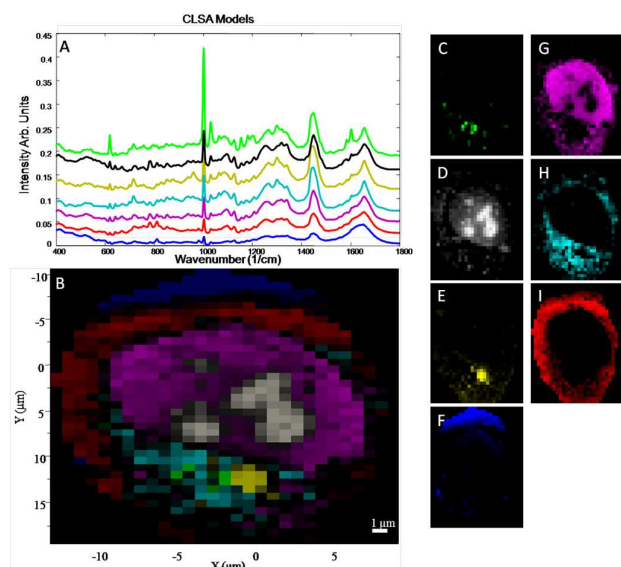 CLSA Models
A
0.45
0.4
0.35
0.3
0.25
0.2
0.15
0.1
0.05
0
Intensity Arb. Units
400 600 800 1000 1200 1400 1600 1800
Wavenumber (1/cm)
B
-10
-5
0
5
10
15
Y (µm)
1 µm
-10 -5 0 5
X (µm)
C
G
D
H
E
I
F